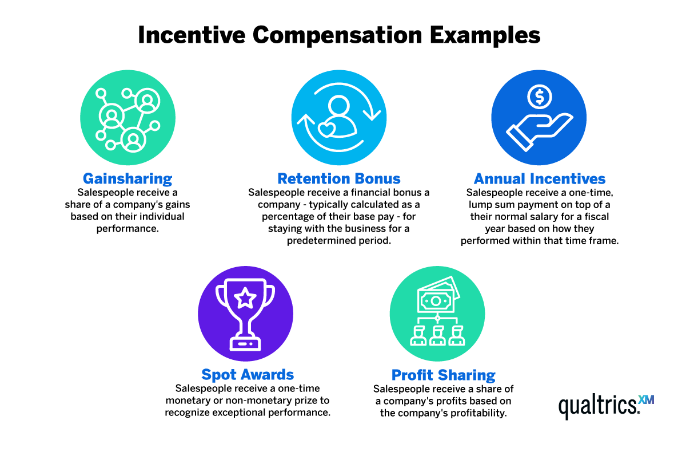 Incentive Compensation Examples
$
Gainsharing
Salespeople receive a
share of a company's gains
based on their individual
performance.
Retention Bonus
Salespeople receive a financial bonus a
company - typically calculated as a
percentage of their base pay - for
staying with the business for a
predetermined period.
Annual Incentives
Salespeople receive a one-time,
lump sum payment on top of a
their normal salary for a fiscal
year based on how they
performed within that time frame.
Spot Awards
Salespeople receive a one-time
monetary or non-monetary prize to
recognize exceptional performance.
Profit Sharing
Salespeople receive a share of
a company's profits based on
the company's profitability.
qualtrics.XM